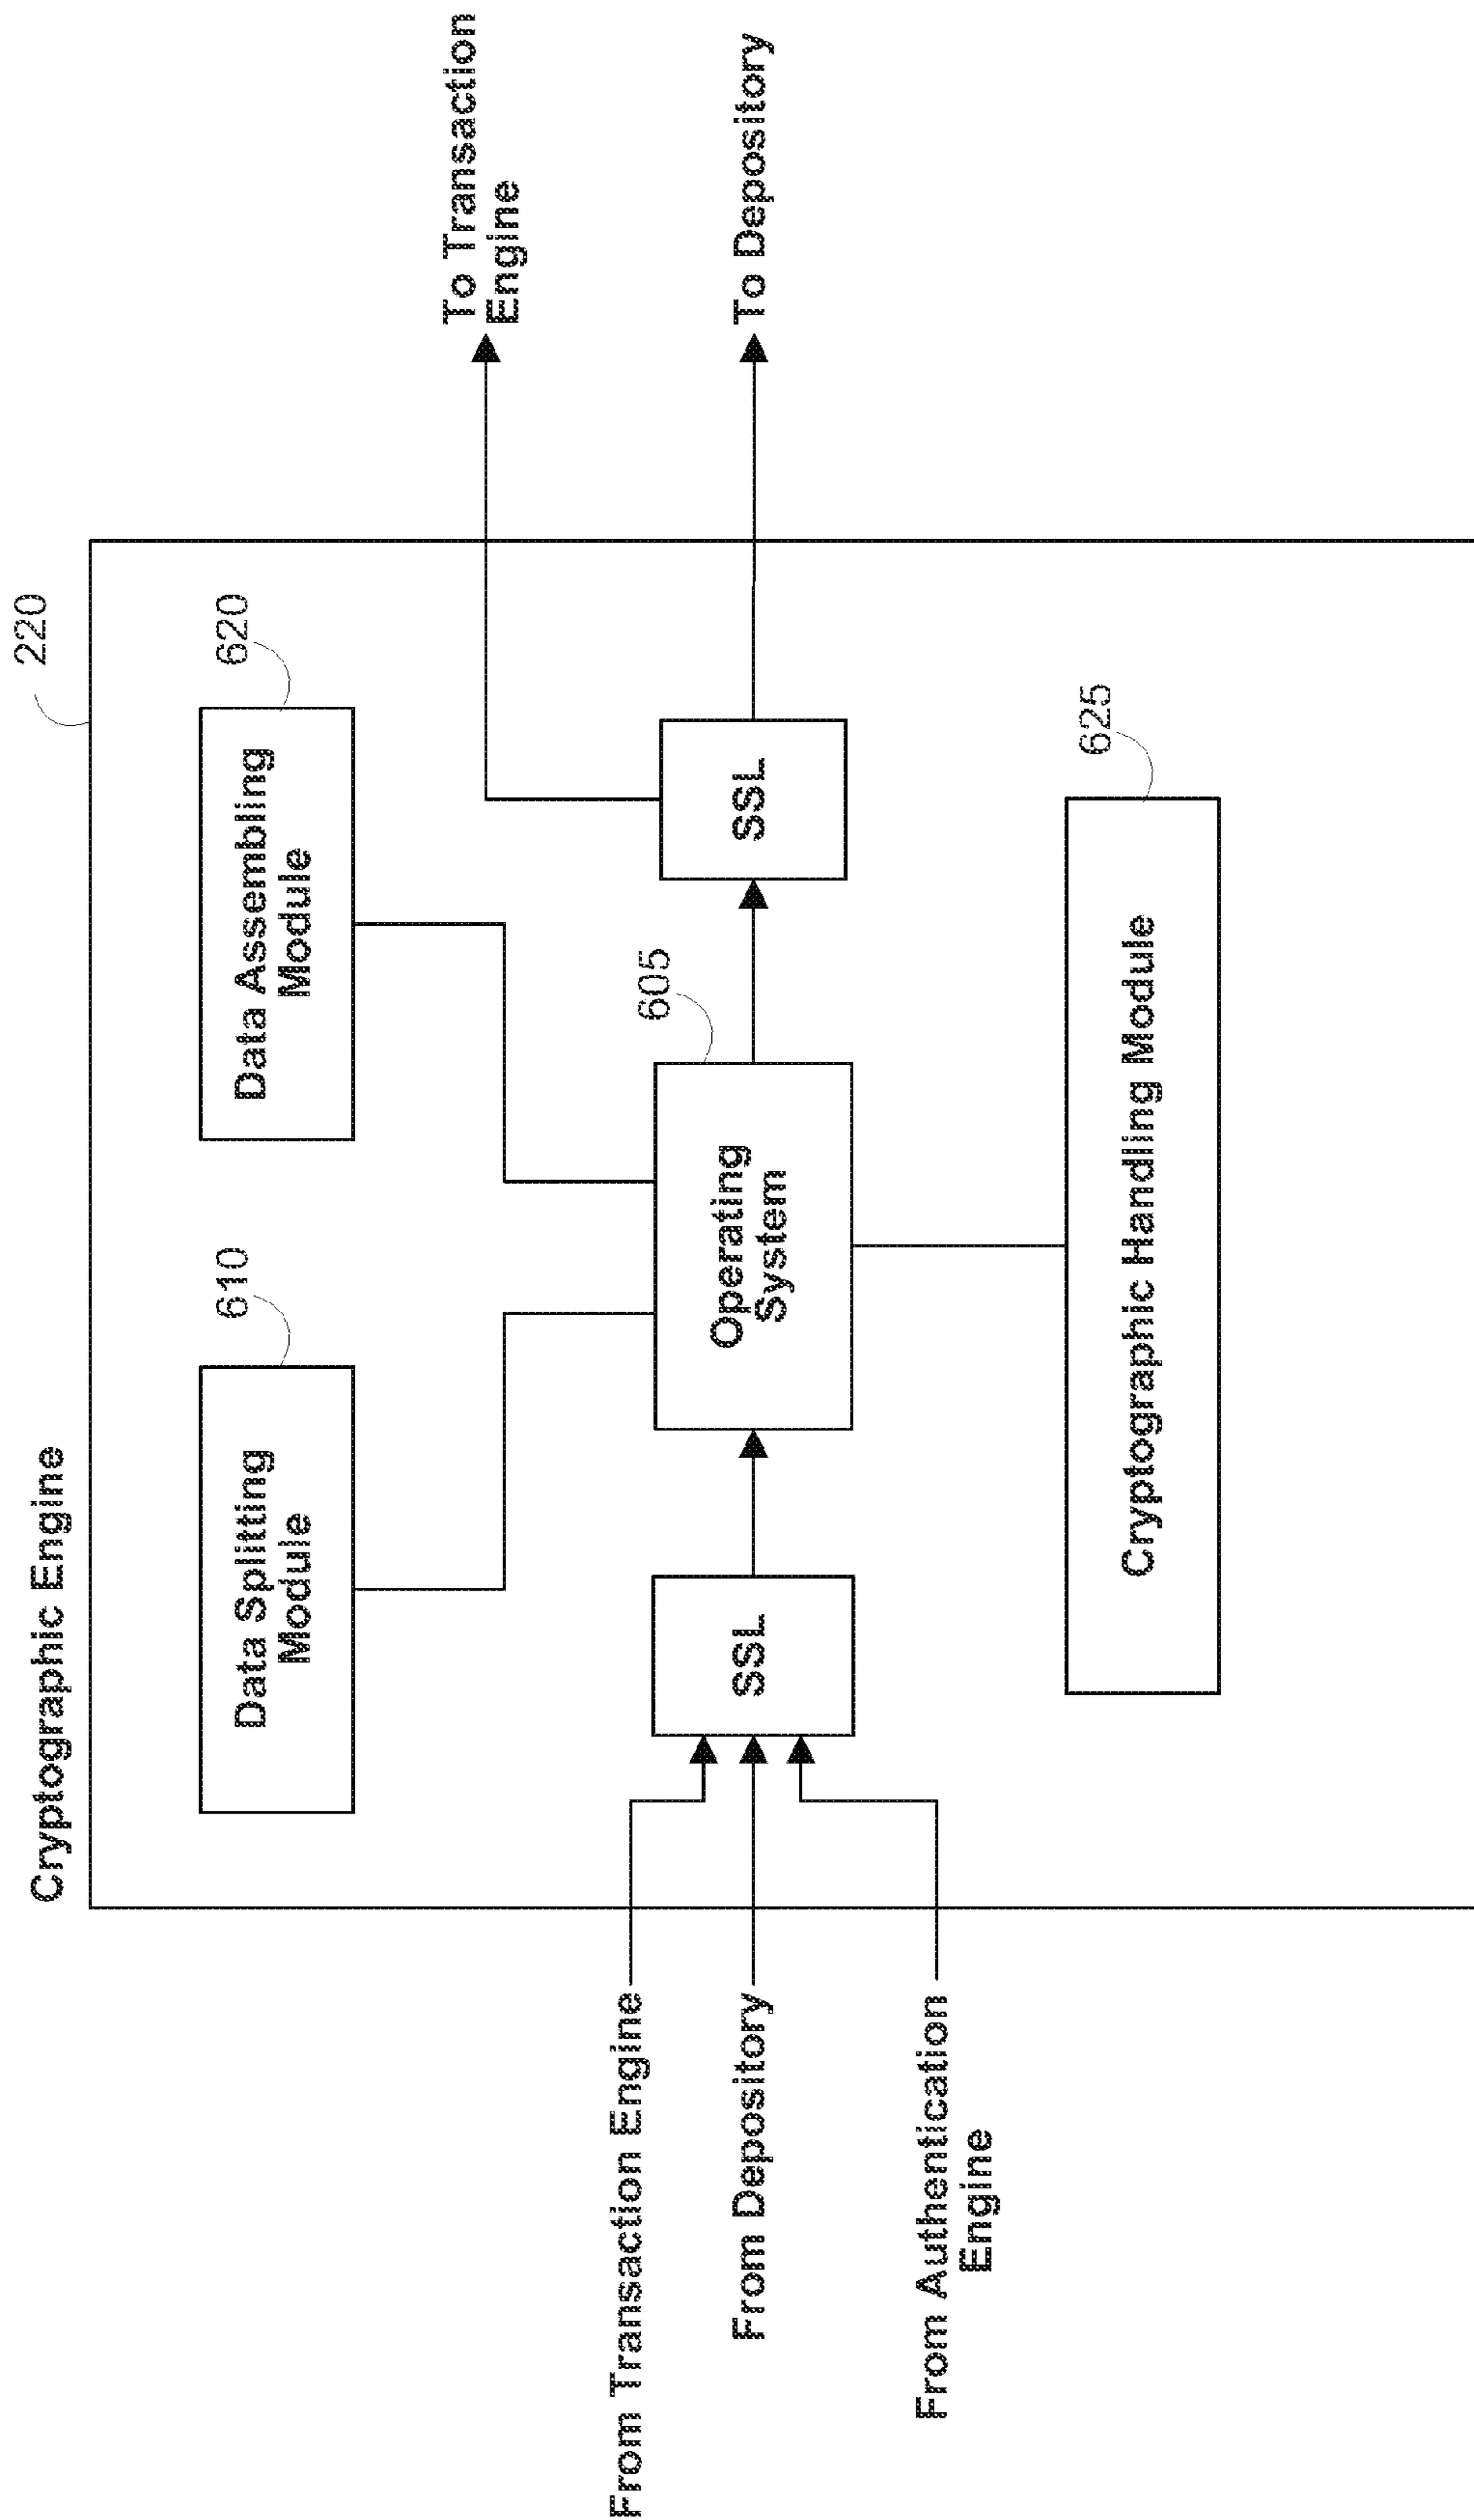 Cryptographic Engine
220
610
620
Data Splitting
Module
Data Assembling
Module
To Transaction
Engine
605
From Transaction Engine
From Depository
From Authentication
Engine
SSL
Operating
System
SSL
To Depository
625
Cryptographic Handling Module